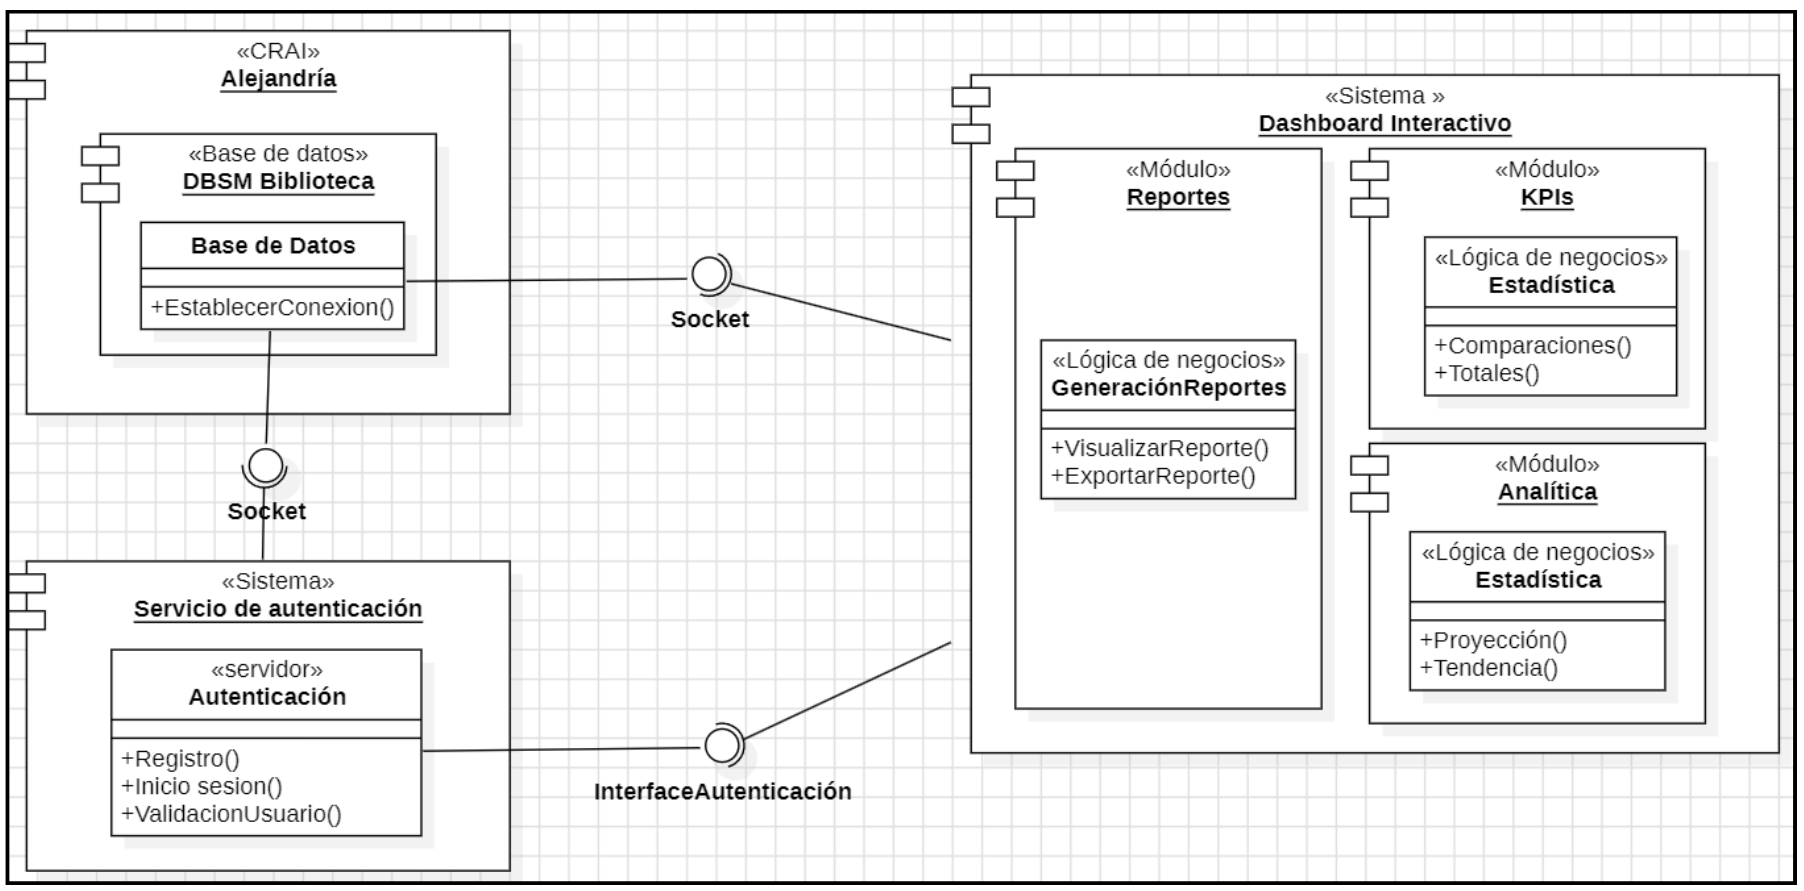 «CRAI»
Alejandría
«Base de datos»
DBSM Biblioteca
Base de Datos
+EstablecerConexion()
Socket
Socket
«Sistema»
Servicio de autenticación
«servidor»
Autenticación
+Registro()
+Inicio sesion()
+ValidacionUsuario()
InterfaceAutenticación
«Sistema »
Dashboard Interactivo
«Módulo»
Reportes
«Lógica de negocios»
GeneraciónReportes
+VisualizarReporte()
+ExportarReporte()
«Módulo»
KPIs
«Lógica de negocios»
Estadística
+Comparaciones()
+Totales()
«Módulo»
Analítica
«Lógica de negocios»
Estadística
+Proyección()
+Tendencia()